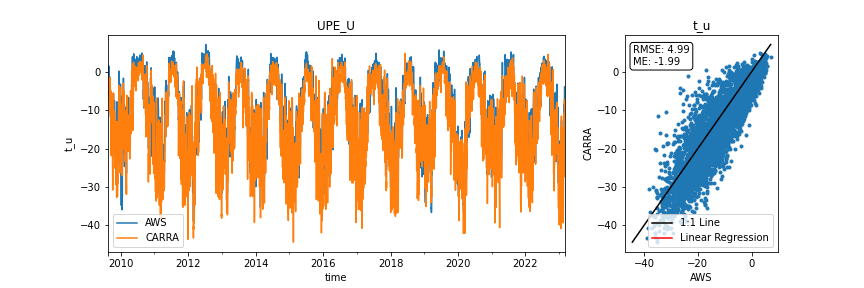 UPE_U
t_u
0
−10
−20
−30
−40
t_u
AWS
CARRA
2010
2012
2014
2016
2018
2020
2022
time
t_u
RMSE: 4.99
ME: -1.99
0
−10
−20
−30
−40
CARRA
1:1 Line
Linear Regression
−40
−20
0
AWS